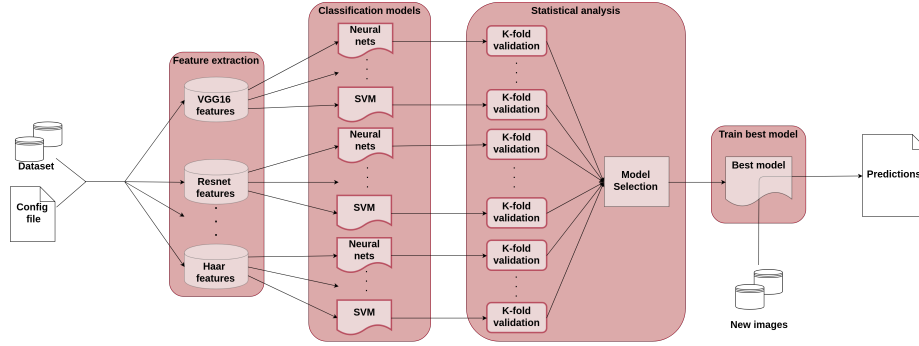 Classification models
Statistical analysis
Feature extraction
Train best model
Dataset
Config
file
VGG16
features
Resnet
features
.
.
.
Haar
features
Neural
nets
.
.
.
SVM
Neural
nets
.
.
.
SVM
Neural
nets
.
.
.
SVM
K-fold
validation
.
.
.
K-fold
validation
K-fold
validation
.
.
.
K-fold
validation
K-fold
validation
.
.
.
K-fold
validation
Model
Selection
Best model
New images
Predictions